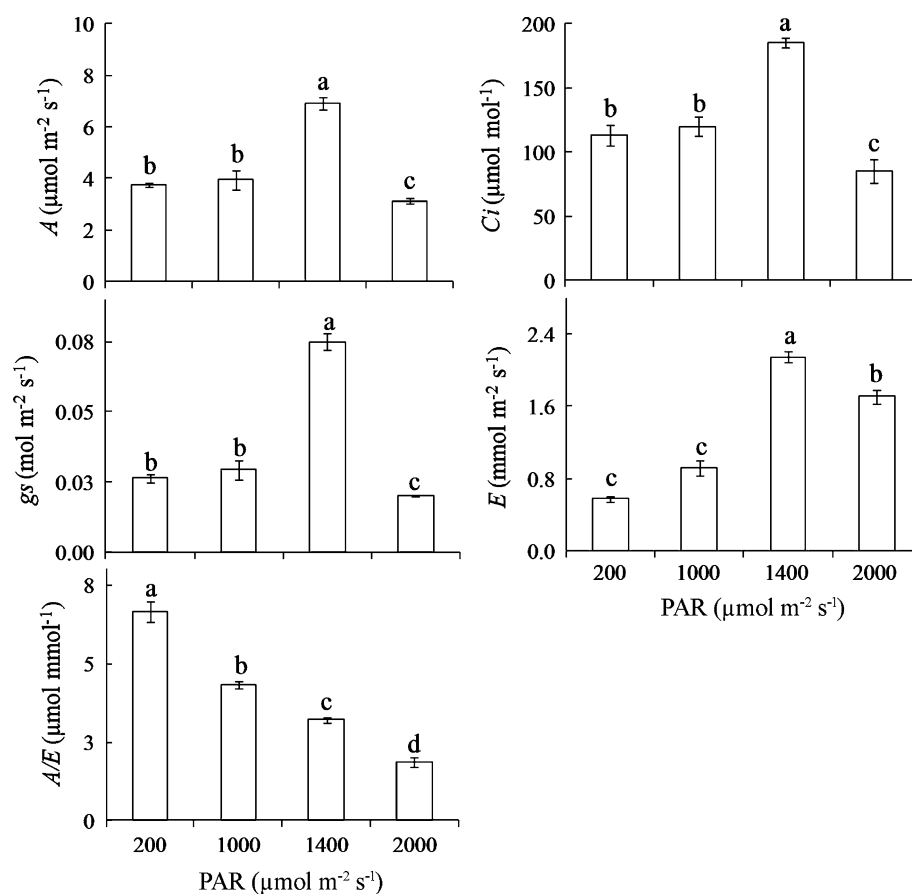 10
8
6
4
2
0
A (µmol m⁻² s⁻¹)
b
b
a
c
200
150
100
50
0
Ci (µmol mol⁻¹)
b
b
a
c
0.08
0.05
0.03
0.00
gs (mol m⁻² s⁻¹)
b
b
a
c
2.4
1.6
0.8
0.0
E (mmol m⁻² s⁻¹)
c
c
a
b
200 1000 1400 2000
PAR (µmol m⁻² s⁻¹)
8
5
3
0
A/E (µmol mmol⁻¹)
a
b
c
d
200 1000 1400 2000
PAR (µmol m⁻² s⁻¹)